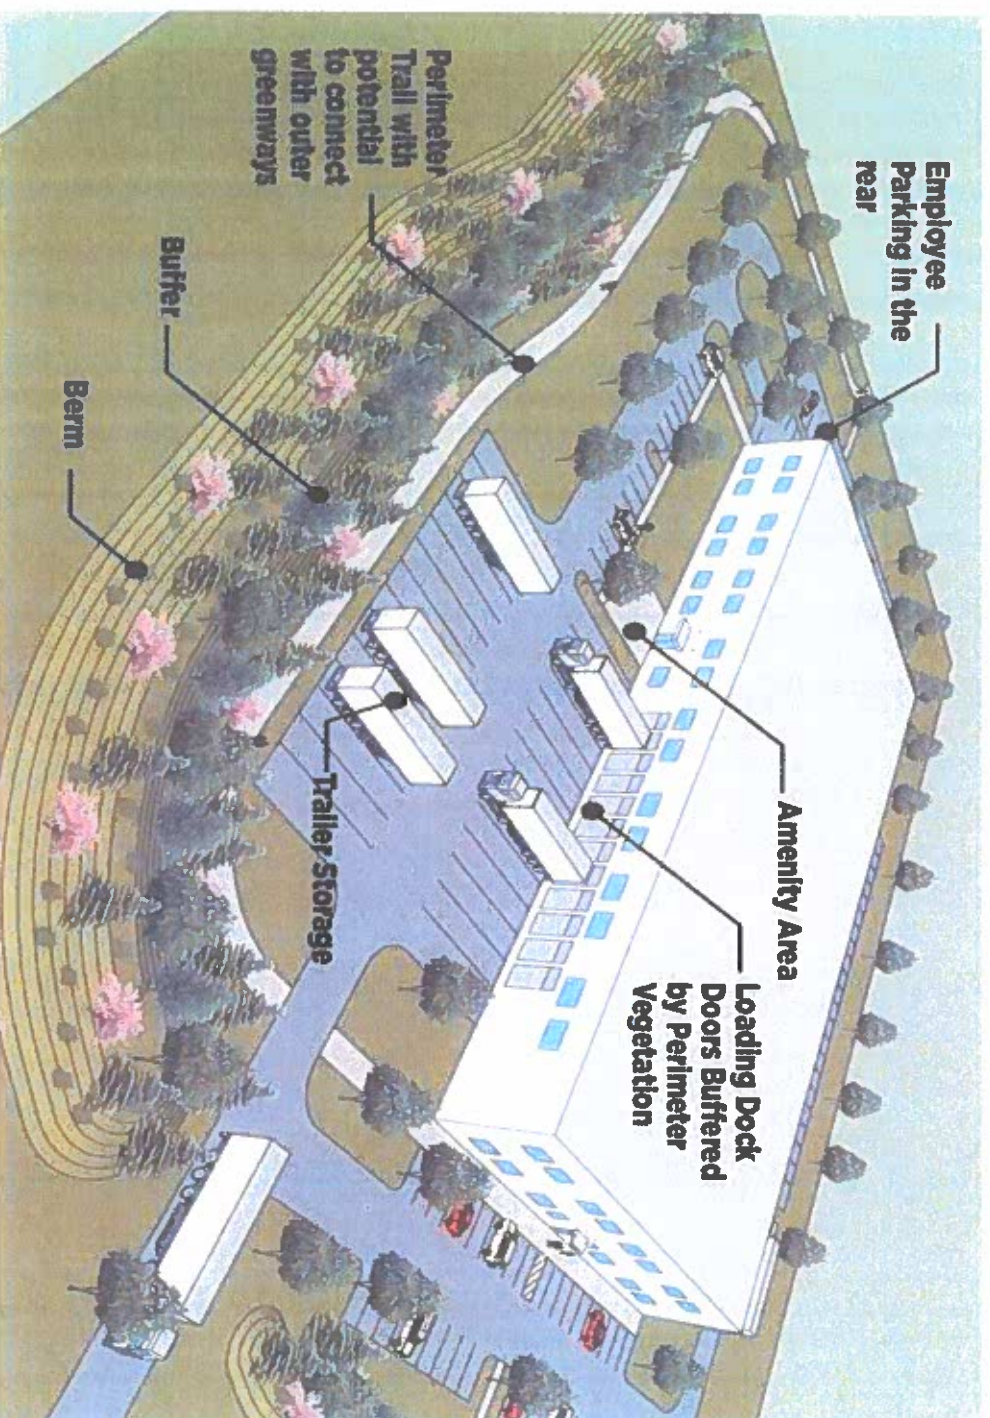 Employee
Parking in the
rear
Perimeter
Trail with
potential
to connect
with outer
greenways
Buffer
Berm
Amenity Area
Loading Dock
Doors Buffered
by Perimeter
Vegetation
Trailer Storage